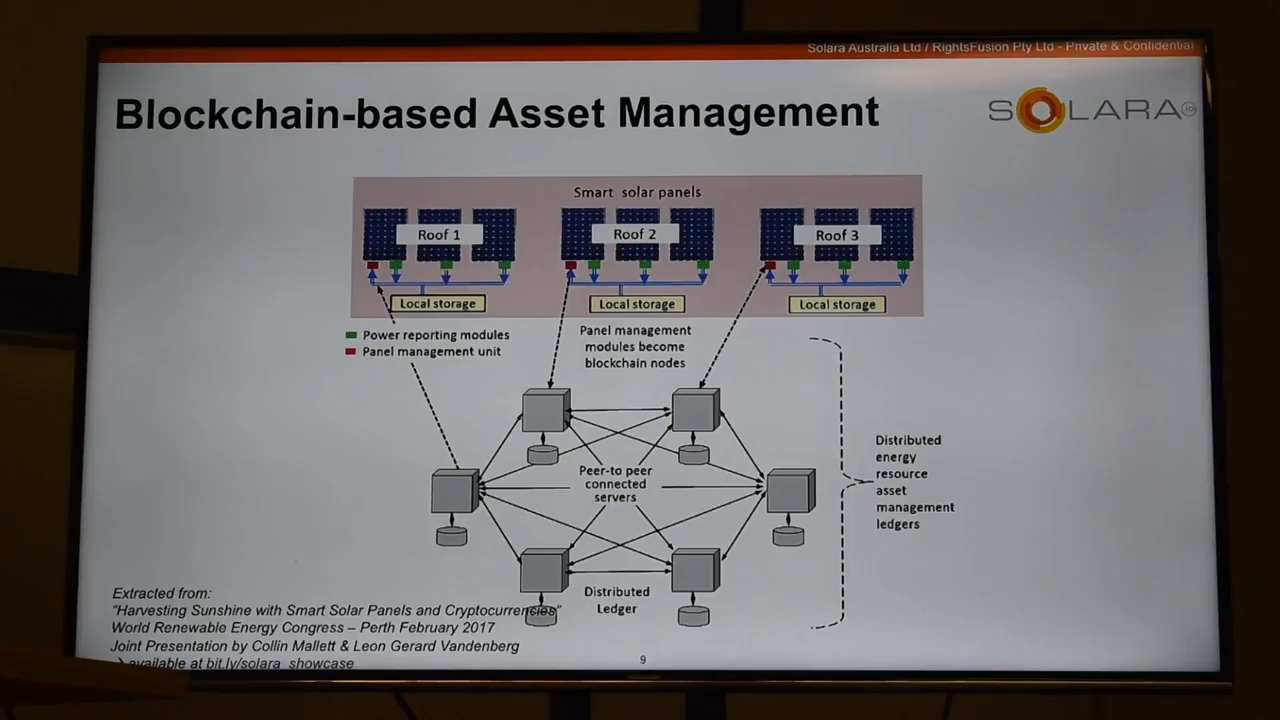 Solara Australia Ltd / RightsFusion Pty Ltd - Private & Confidential
Blockchain-based Asset Management
SOLARA
Smart solar panels
Roof 1
Roof 2
Roof 3
Local storage
Local storage
Local storage
Power reporting modules
Panel management unit
Panel management
modules become
blockchain nodes
Peer-to peer
connected
servers
Distributed
energy
resource
asset
management
ledgers
Distributed
Ledger
Extracted from:
"Harvesting Sunshine with Smart Solar Panels and Cryptocurrencies"
World Renewable Energy Congress – Perth February 2017
Joint Presentation by Collin Mallett & Leon Gerard Vandenberg
available at bit.ly/solara_showcase
9